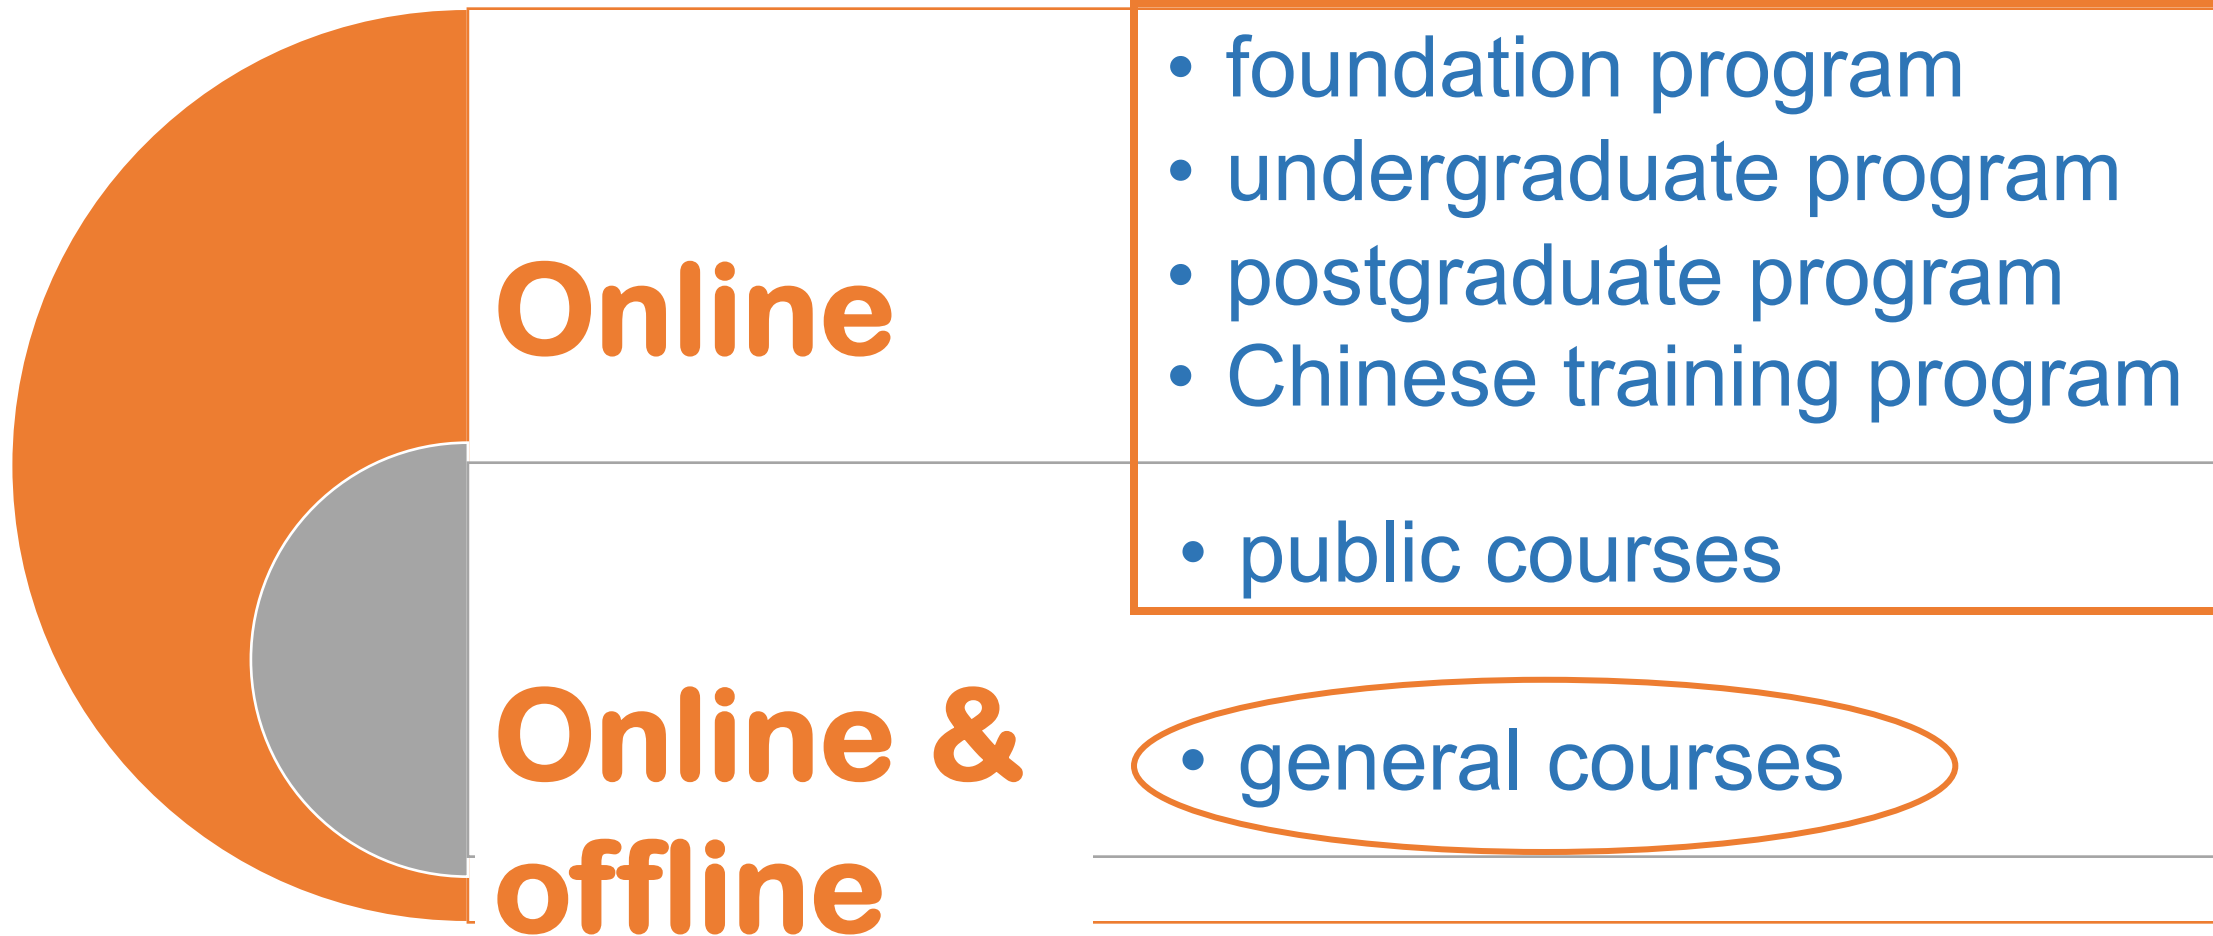 Online
• foundation program
• undergraduate program
• postgraduate program
• Chinese training program
Online &
offline
• public courses
• general courses